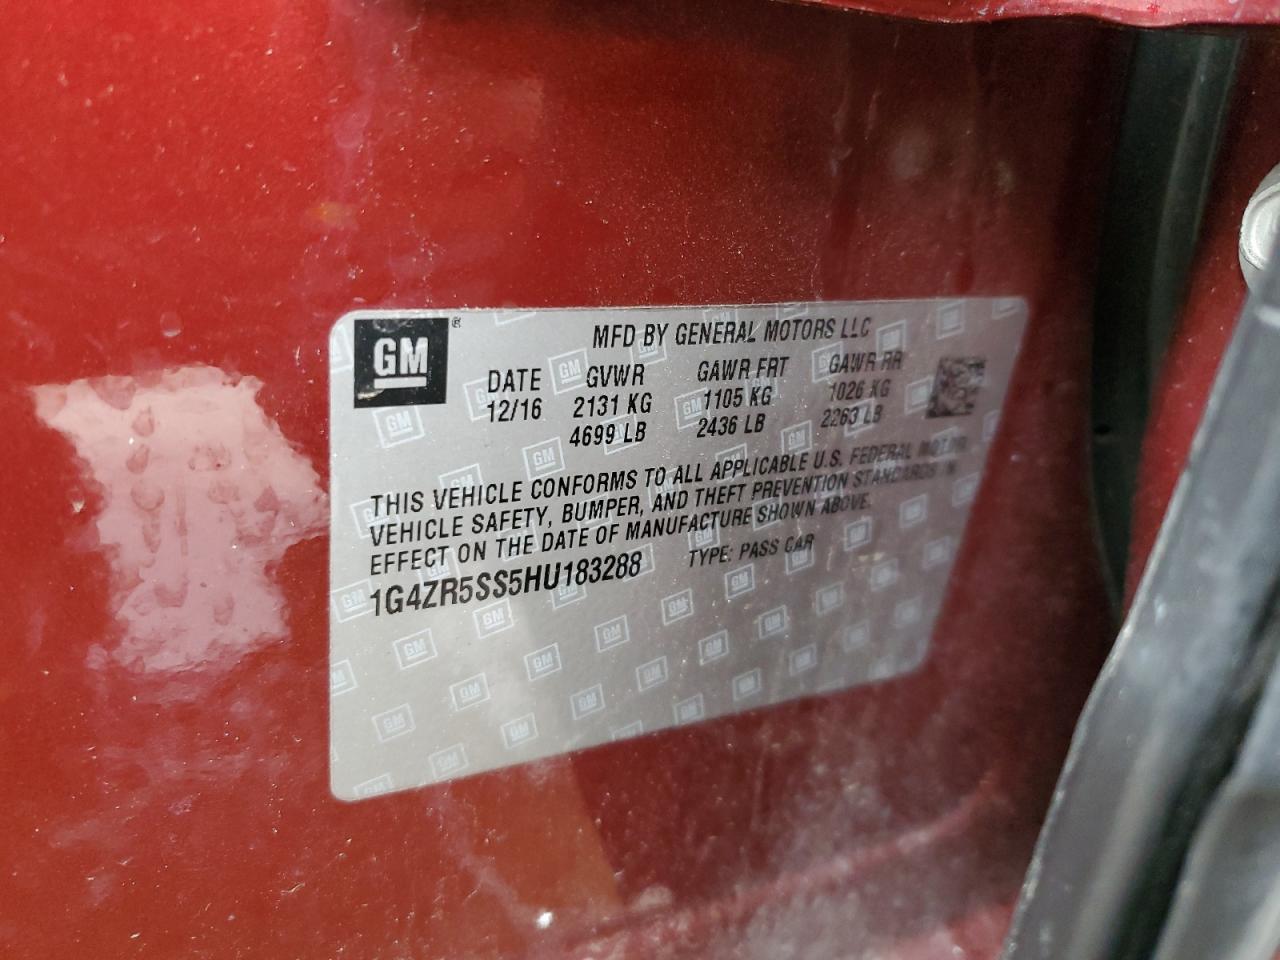 GM
MFD BY GENERAL MOTORS LLC
DATE GVWR GAWR FRT GAWR RR
12/16 2131 KG 1105 KG 1026 KG
4699 LB 2436 LB 2263 LB
THIS VEHICLE CONFORMS TO ALL APPLICABLE U.S. FEDERAL MOTOR
VEHICLE SAFETY, BUMPER, AND THEFT PREVENTION STANDARDS IN
EFFECT ON THE DATE OF MANUFACTURE SHOWN ABOVE.
1G4ZR5SS5HU183288 TYPE: PASS CAR